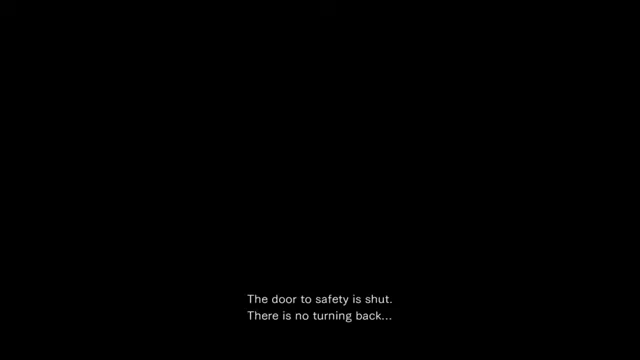 The door to safety is shut.
There is no turning back...